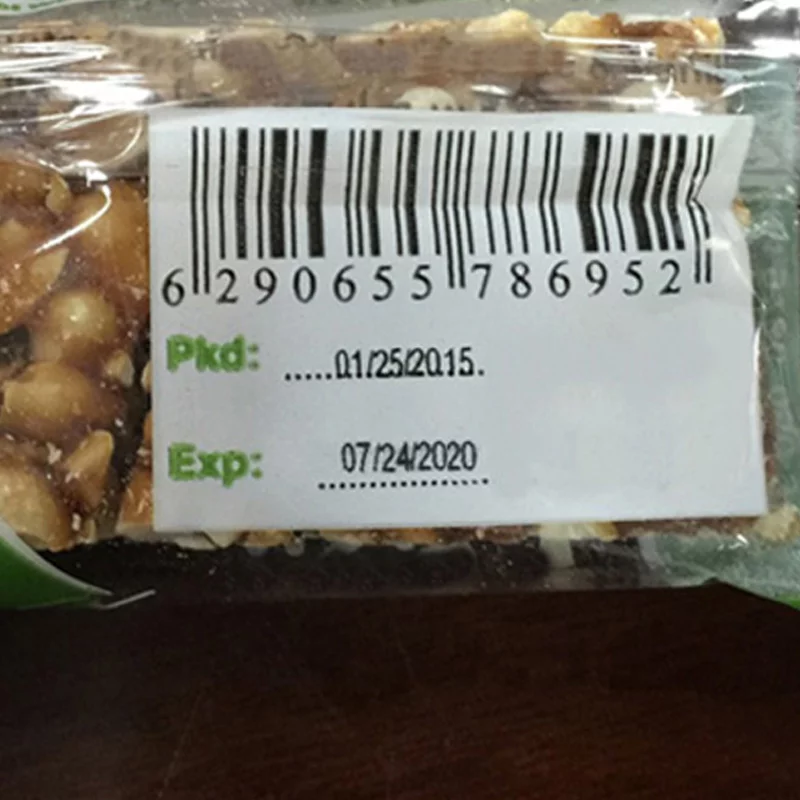 6 290655 786952
Pkd: .....01/25/2015.
Exp: 07/24/2020